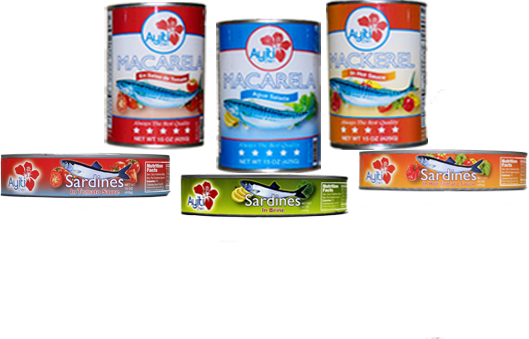 Ayiti
MACARELA
En Salsa de Tomate
Always The Best Quality
NET WT 15 OZ (425G)
Ayiti
MACARELA
Agua Salada
Always The Best Quality
NET WT 15 OZ (425G)
Ayiti
MACKEREL
In Hot Sauce
Always The Best Quality
NET WT 15 OZ (425G)
Ayiti
Sardines
In Tomato Sauce
Nutrition
Facts
Ayiti
Sardines
In Brine
Nutrition
Facts
Ayiti
Sardines
Nutrition
Facts